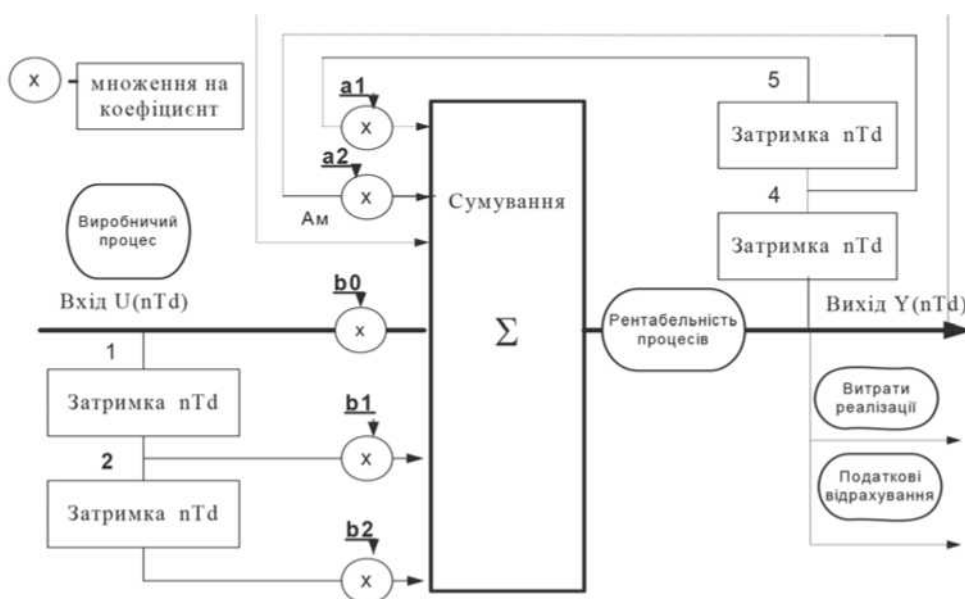 x
множення на
коефіцієнт
Виробничий
процес
Вхід U(nTd)
1
Затримка nTd
2
Затримка nTd
a1
x
a2
x
Ам
b0
x
b1
x
b2
x
Сумування
Σ
Рентабельність
процесів
5
Затримка nTd
4
Затримка nTd
Вихід Y(nTd)
Витрати
реалізації
Податкові
відрахування